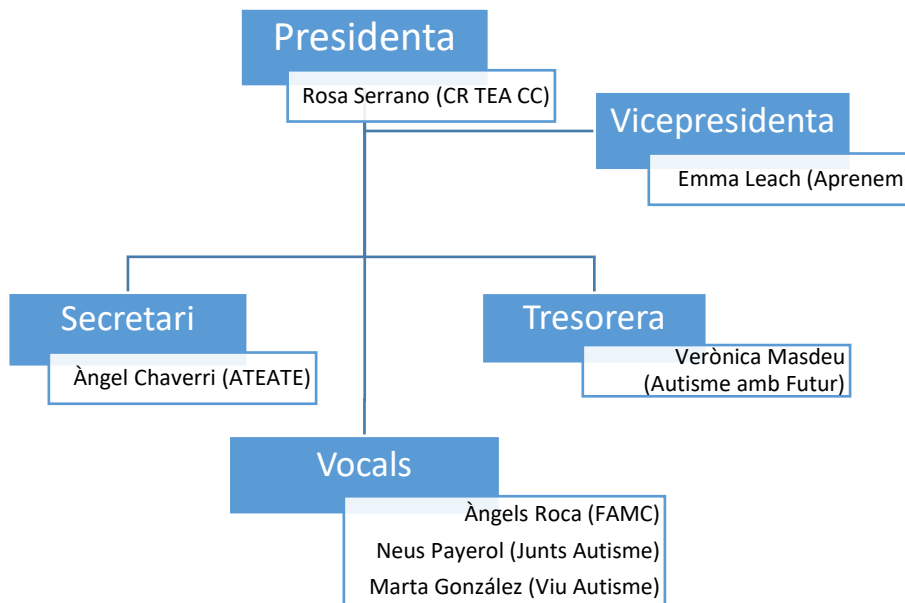 Presidenta
Rosa Serrano (CR TEA CC)
Vicepresidenta
Emma Leach (Aprenem
Secretari
Àngel Chaverri (ATEATE)
Tresorera
Verònica Masdeu
(Autisme amb Futur)
Vocals
Àngels Roca (FAMC)
Neus Payerol (Junts Autisme)
Marta González (Viu Autisme)